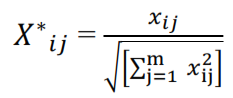 X*ᵢⱼ = xᵢⱼ / √[∑ᵐⱼ₌₁ x²ᵢⱼ]